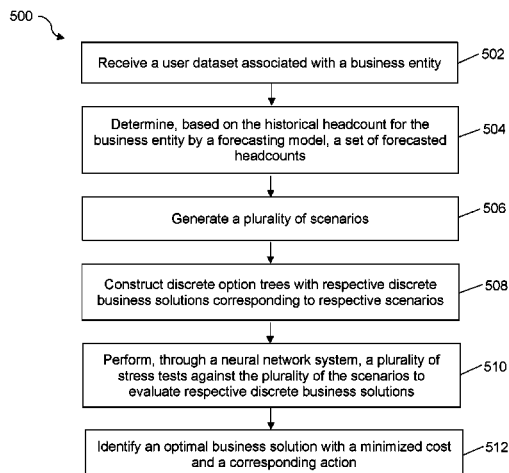 500
Receive a user dataset associated with a business entity
502
Determine, based on the historical headcount for the
business entity by a forecasting model, a set of forecasted
headcounts
504
Generate a plurality of scenarios
506
Construct discrete option trees with respective discrete
business solutions corresponding to respective scenarios
508
Perform, through a neural network system, a plurality of
stress tests against the plurality of the scenarios to
evaluate respective discrete business solutions
510
Identify an optimal business solution with a minimized cost
and a corresponding action
512